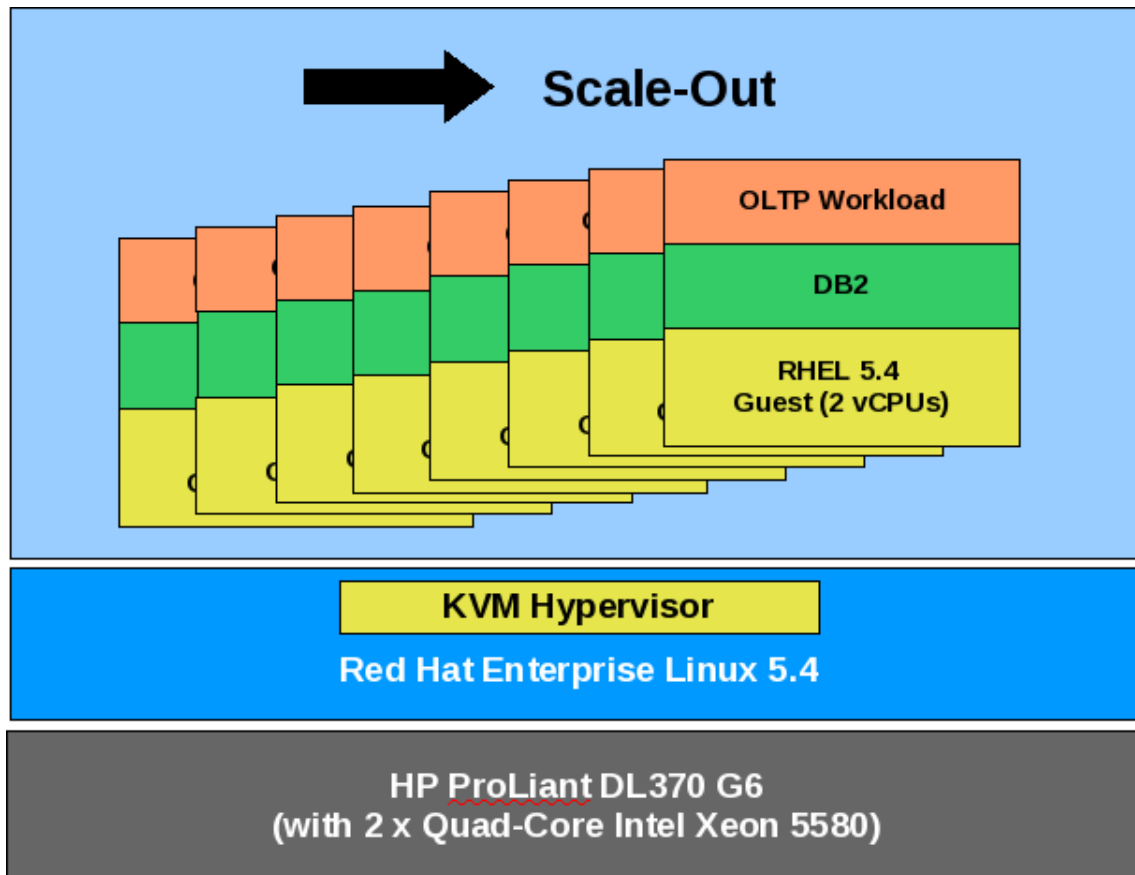 Scale-Out
OLTP Workload
DB2
RHEL 5.4
Guest (2 vCPUs)
KVM Hypervisor
Red Hat Enterprise Linux 5.4
HP ProLiant DL370 G6
(with 2 x Quad-Core Intel Xeon 5580)